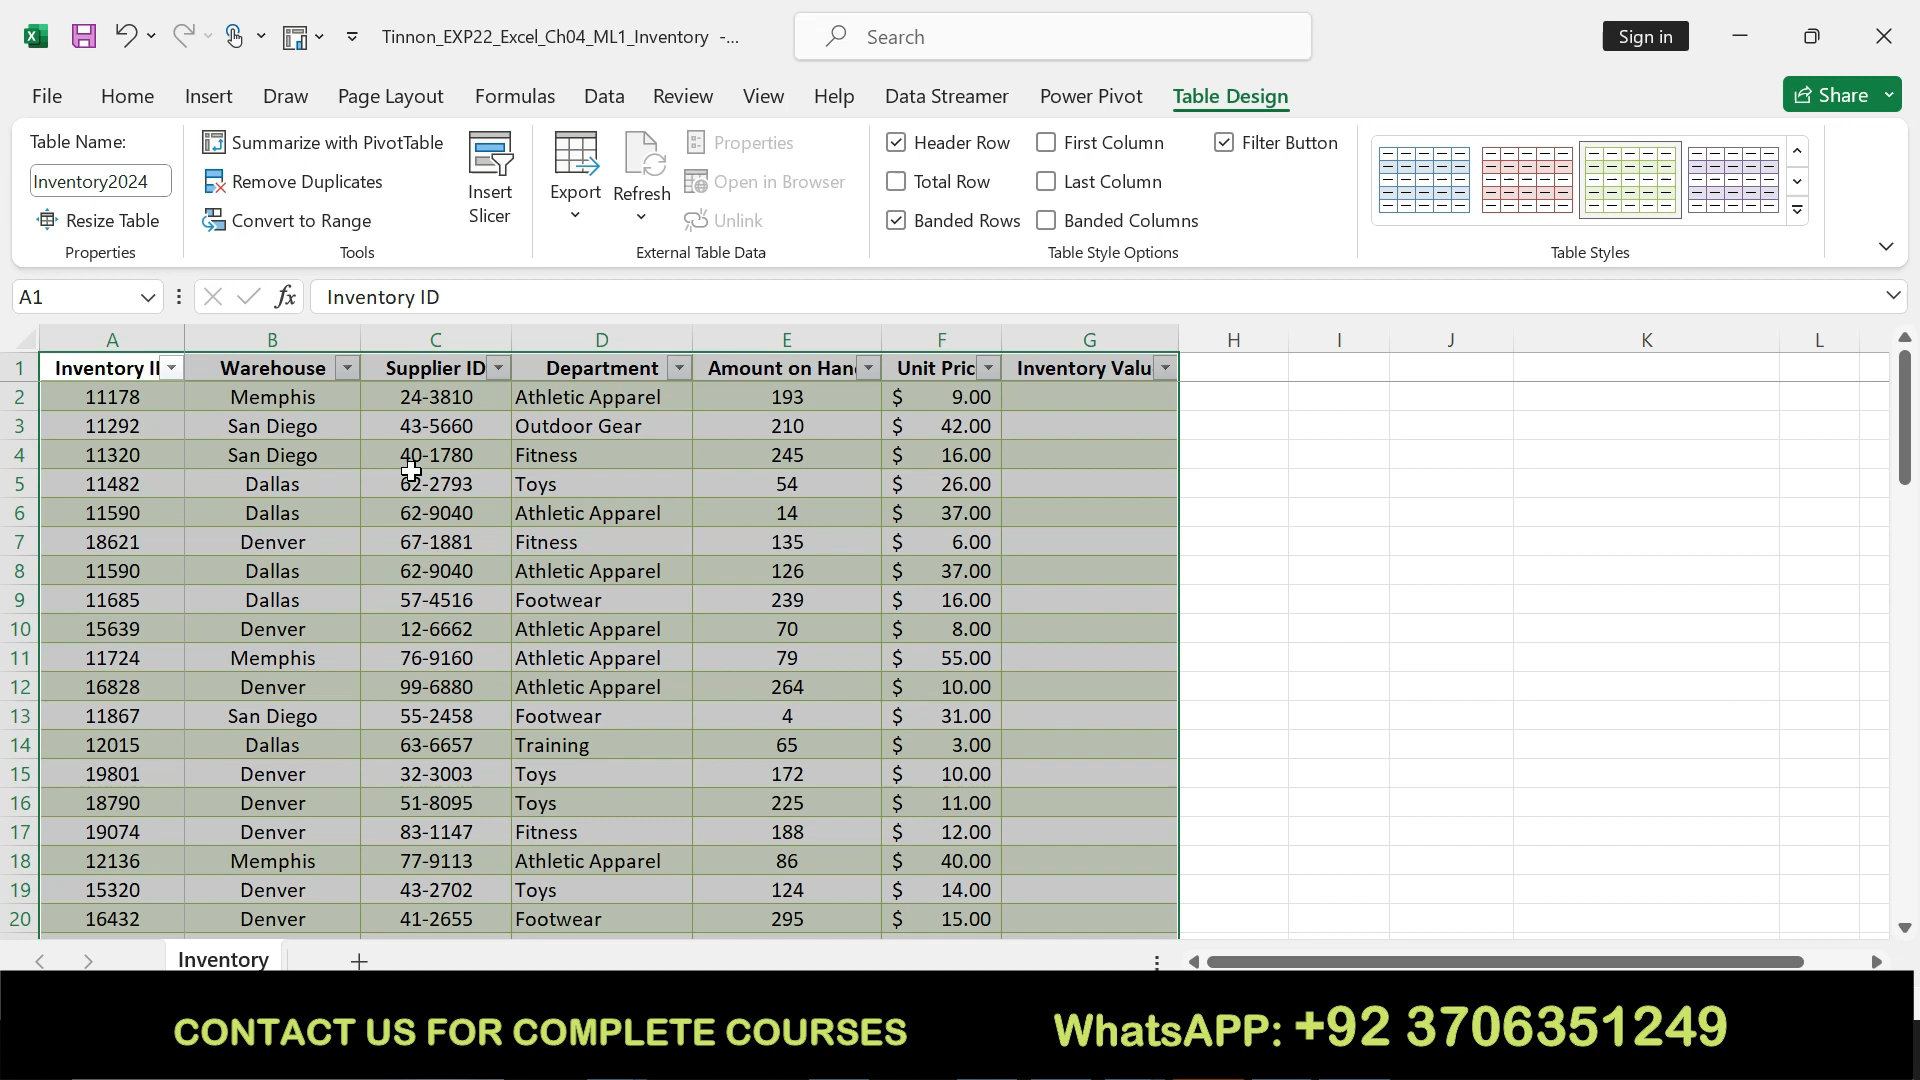 Tinnon_EXP22_Excel_Ch04_ML1_Inventory -...
Search
Sign in
File Home Insert Draw Page Layout Formulas Data Review View Help Data Streamer Power Pivot Table Design
Share
Table Name:
Inventory2024
Resize Table
Properties
Summarize with PivotTable
Remove Duplicates
Convert to Range
Tools
Insert
Slicer
Export
Refresh
Properties
Open in Browser
Unlink
External Table Data
Header Row
Total Row
Banded Rows
First Column
Last Column
Banded Columns
Filter Button
Table Style Options
Table Styles
A1
fx
Inventory ID
A B C D E F G H I J K L
1 Inventory II Warehouse Supplier ID Department Amount on Han Unit Pric Inventory Valu
2 11178 Memphis 24-3810 Athletic Apparel 193 $ 9.00
3 11292 San Diego 43-5660 Outdoor Gear 210 $ 42.00
4 11320 San Diego 40-1780 Fitness 245 $ 16.00
5 11482 Dallas 62-2793 Toys 54 $ 26.00
6 11590 Dallas 62-9040 Athletic Apparel 14 $ 37.00
7 18621 Denver 67-1881 Fitness 135 $ 6.00
8 11590 Dallas 62-9040 Athletic Apparel 126 $ 37.00
9 11685 Dallas 57-4516 Footwear 239 $ 16.00
10 15639 Denver 12-6662 Athletic Apparel 70 $ 8.00
11 11724 Memphis 76-9160 Athletic Apparel 79 $ 55.00
12 16828 Denver 99-6880 Athletic Apparel 264 $ 10.00
13 11867 San Diego 55-2458 Footwear 4 $ 31.00
14 12015 Dallas 63-6657 Training 65 $ 3.00
15 19801 Denver 32-3003 Toys 172 $ 10.00
16 18790 Denver 51-8095 Toys 225 $ 11.00
17 19074 Denver 83-1147 Fitness 188 $ 12.00
18 12136 Memphis 77-9113 Athletic Apparel 86 $ 40.00
19 15320 Denver 43-2702 Toys 124 $ 14.00
20 16432 Denver 41-2655 Footwear 295 $ 15.00
Inventory
CONTACT US FOR COMPLETE COURSES WhatsAPP: +92 3706351249